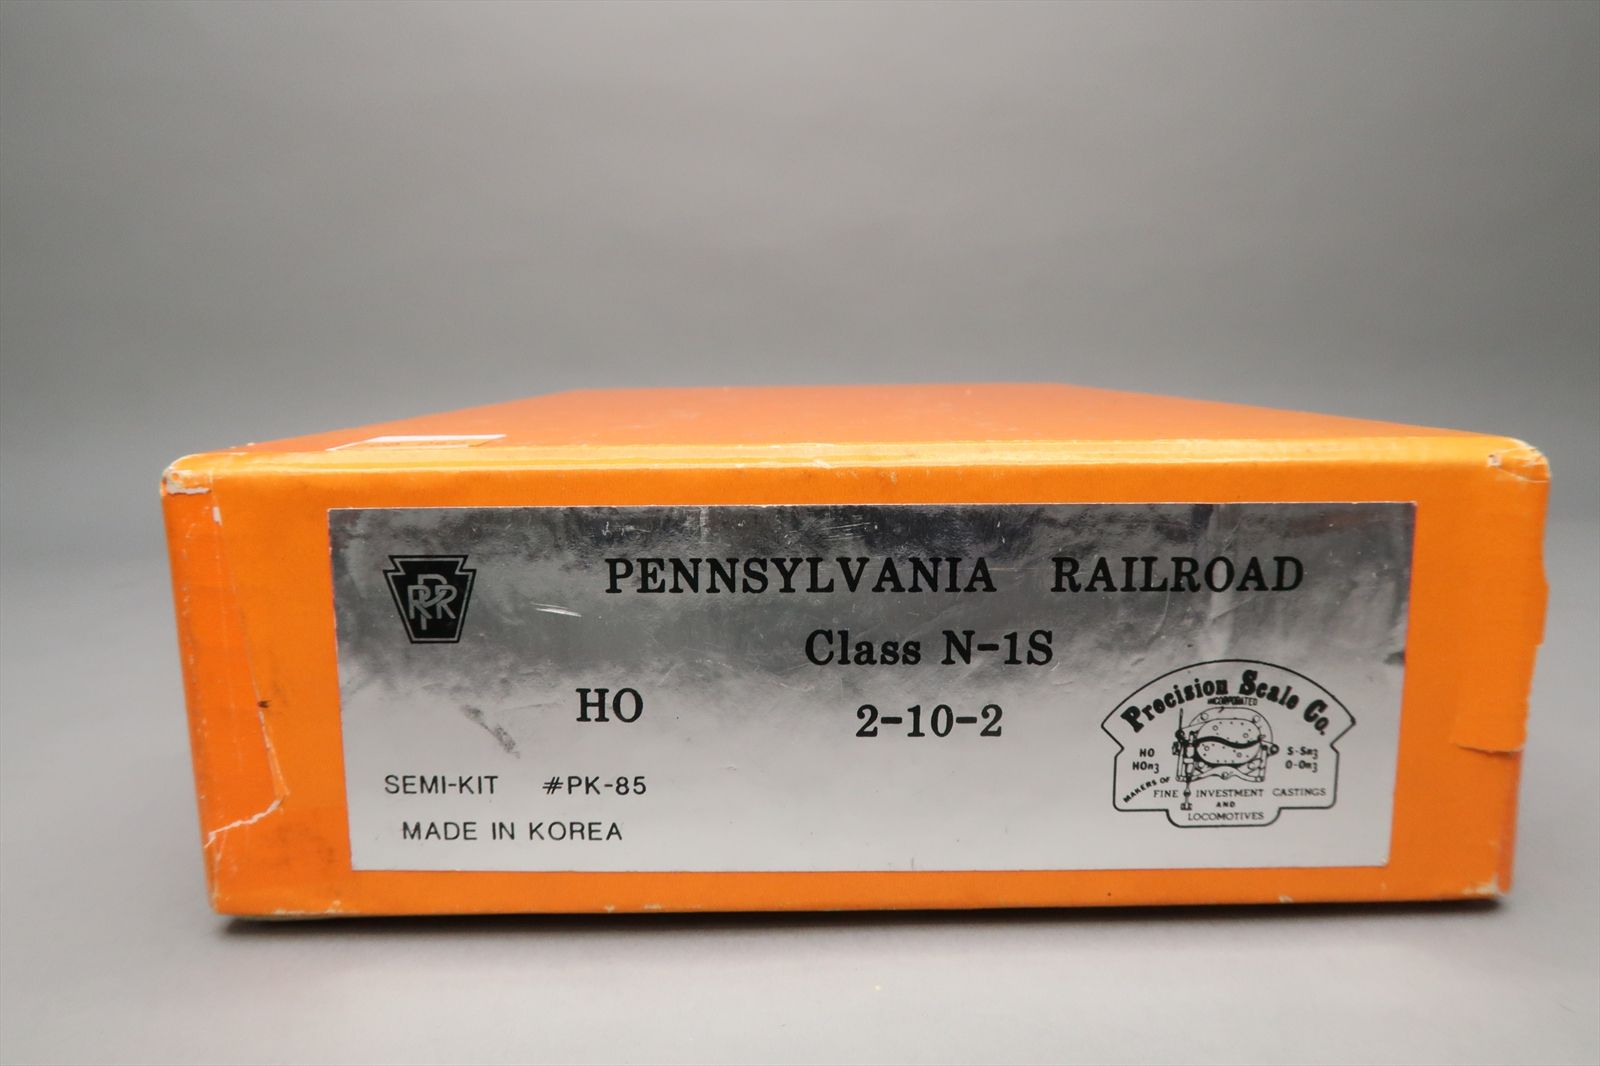 PRR
PENNSYLVANIA RAILROAD
Class N-1S
HO
2-10-2
SEMI-KIT #PK-85
MADE IN KOREA
Precision Scale Co.
INCORPORATED
HO
HOn3
S-Sn3
O-On3
MAKERS OF
FINE INVESTMENT CASTINGS
AND
LOCOMOTIVES